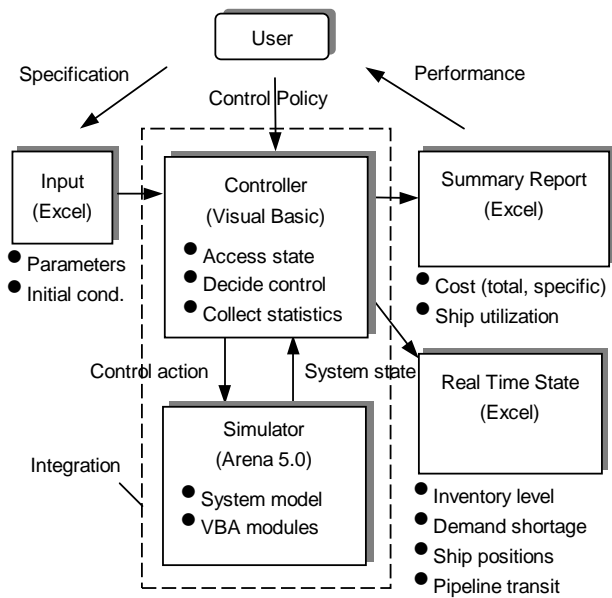 User
Specification
Performance
Control Policy
Input
(Excel)
● Parameters
● Initial cond.
Controller
(Visual Basic)
● Access state
● Decide control
● Collect statistics
Summary Report
(Excel)
● Cost (total, specific)
● Ship utilization
Control action
System state
Real Time State
(Excel)
● Inventory level
● Demand shortage
● Ship positions
● Pipeline transit
Simulator
(Arena 5.0)
● System model
● VBA modules
Integration